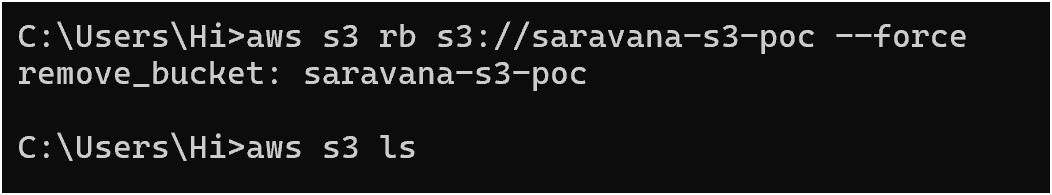 C:\Users\Hi>aws s3 rb s3://saravana-s3-poc --force
remove_bucket: saravana-s3-poc
C:\Users\Hi>aws s3 ls